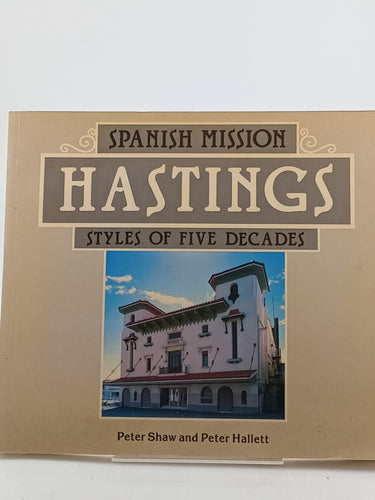 SPANISH MISSION
HASTINGS
STYLES OF FIVE DECADES
Peter Shaw and Peter Hallett